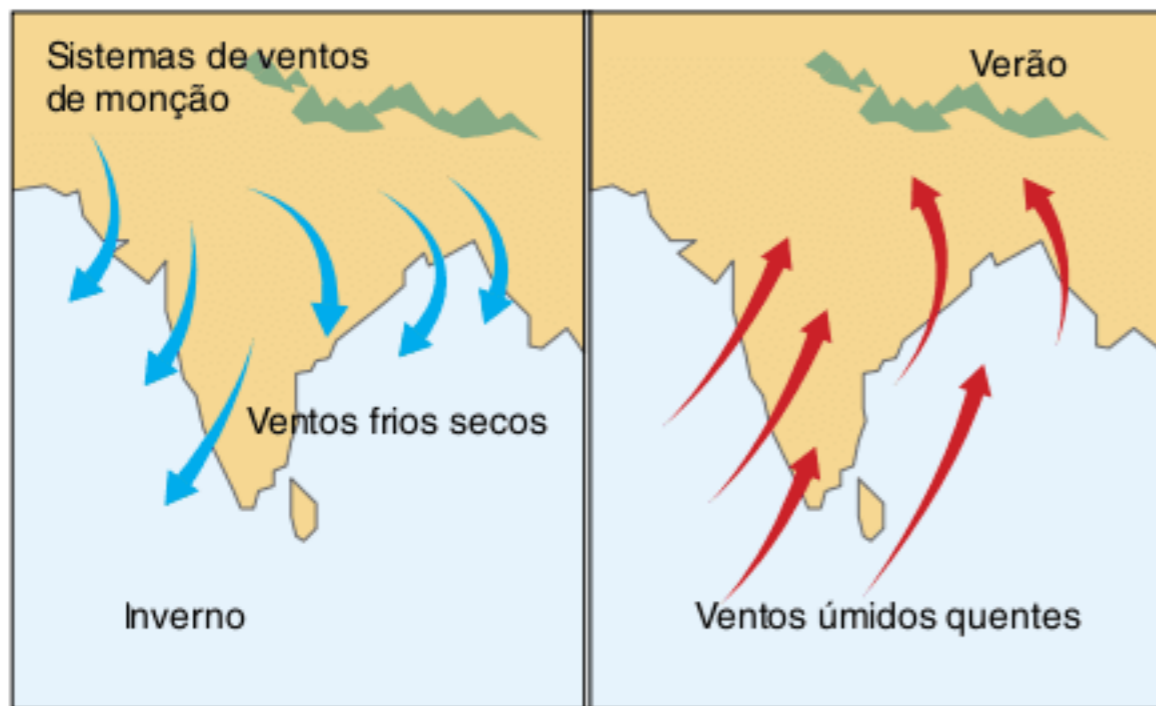 Sistemas de ventos
de monção
Ventos frios secos
Inverno
Verão
Ventos úmidos quentes